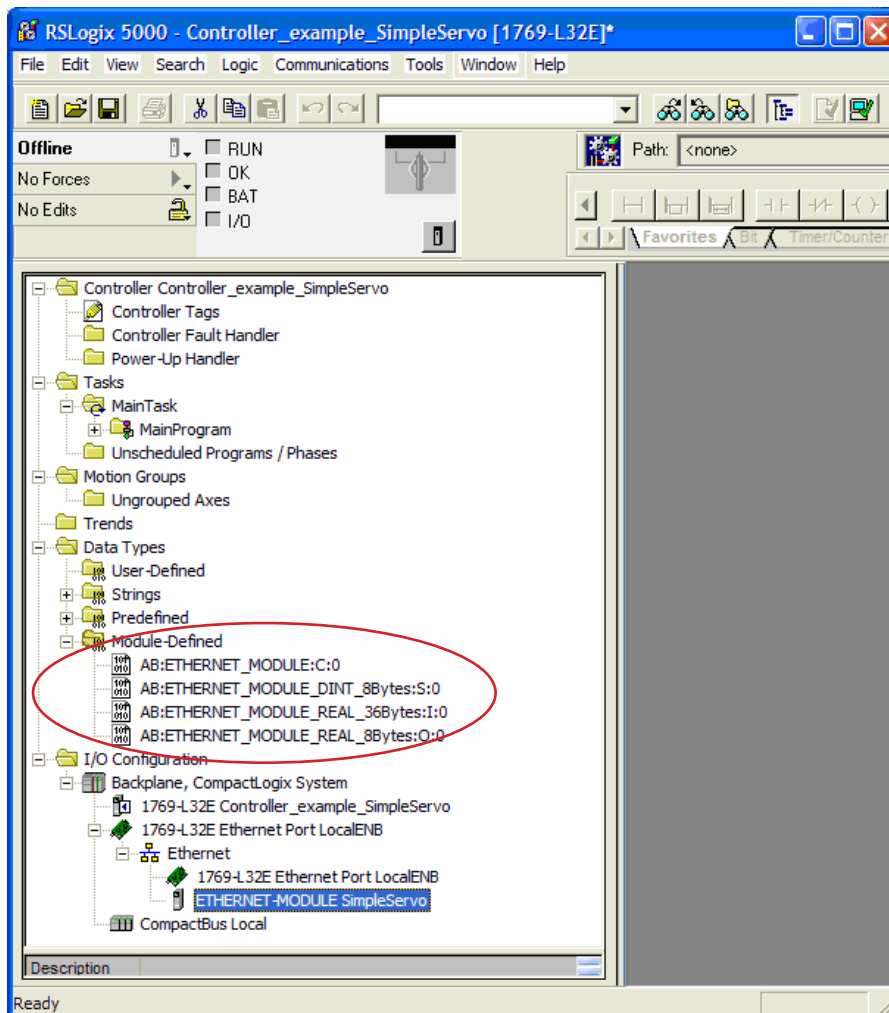 RSLogix 5000 - Controller_example_SimpleServo [1769-L32E]*
File Edit View Search Logic Communications Tools Window Help
Offline RUN Path: <none>
No Forces OK
BAT
No Edits I/O
Favorites Bit Timer/Counter
Controller Controller_example_SimpleServo
Controller Tags
Controller Fault Handler
Power-Up Handler
Tasks
MainTask
MainProgram
Unscheduled Programs / Phases
Motion Groups
Ungrouped Axes
Trends
Data Types
User-Defined
Strings
Predefined
Module-Defined
AB:ETHERNET_MODULE:C:0
AB:ETHERNET_MODULE_DINT_8Bytes:S:0
AB:ETHERNET_MODULE_REAL_36Bytes:I:0
AB:ETHERNET_MODULE_REAL_8Bytes:O:0
I/O Configuration
Backplane, CompactLogix System
1769-L32E Controller_example_SimpleServo
1769-L32E Ethernet Port LocalENB
Ethernet
1769-L32E Ethernet Port LocalENB
ETHERNET-MODULE SimpleServo
CompactBus Local
Description
Ready